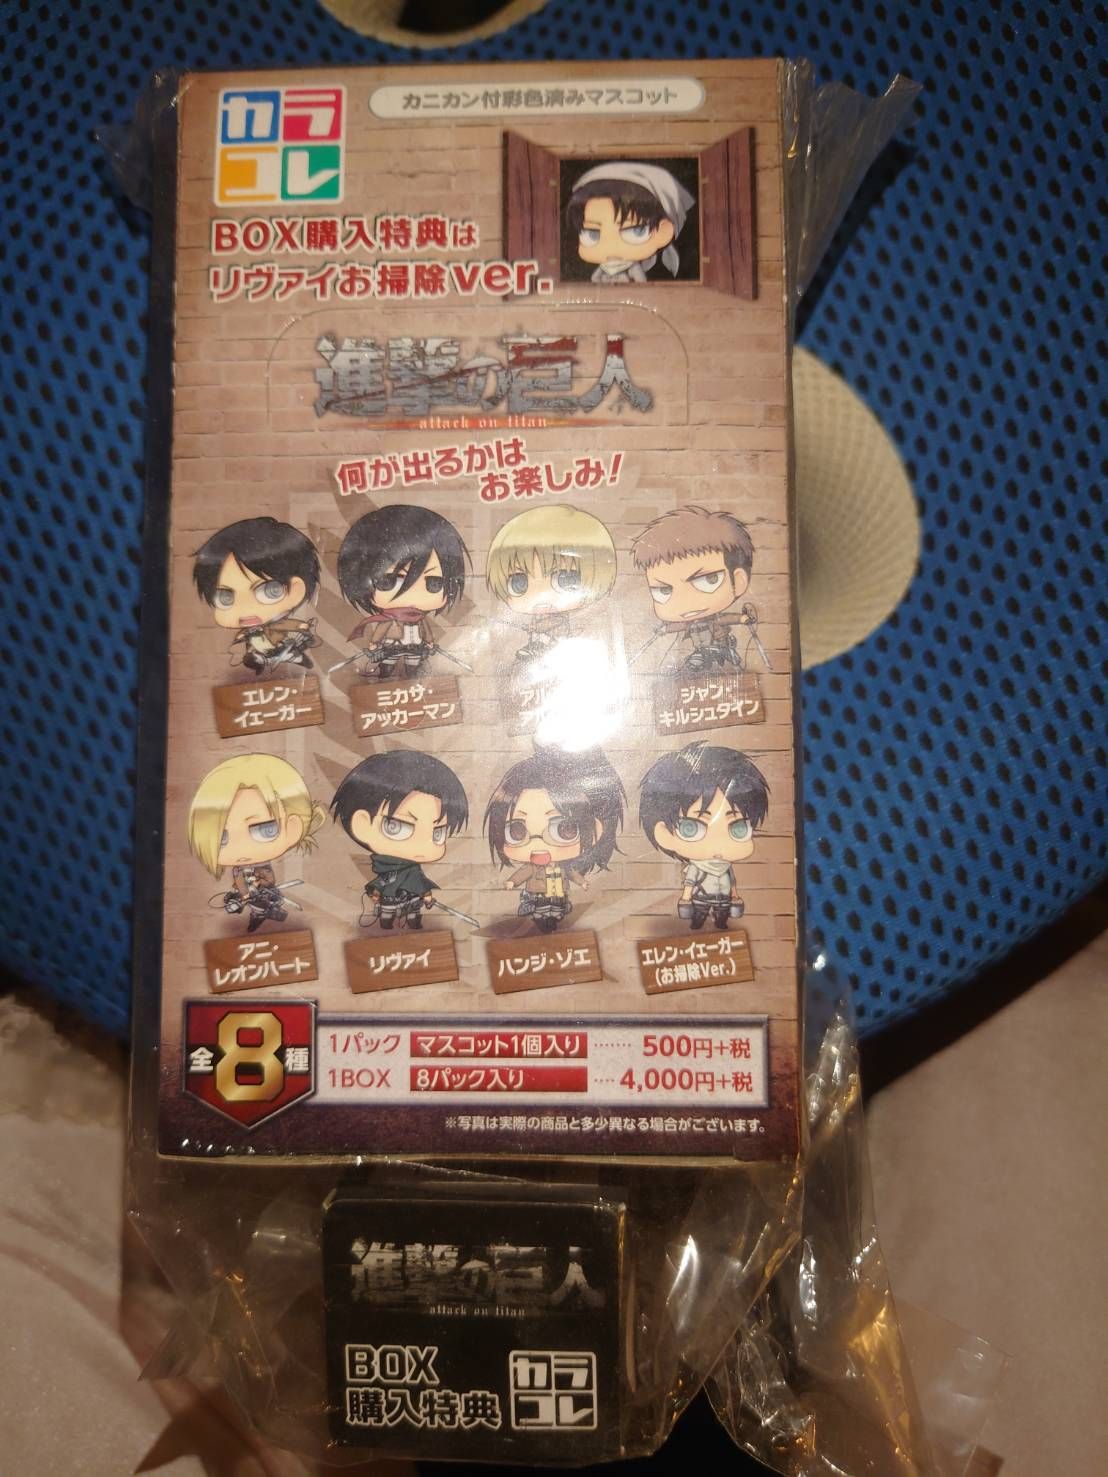 カラ
コレ
カニカン付彩色済みマスコット
BOX購入特典は
リヴァイお掃除ver.
進撃の巨人
attack on titan
何が出るかは
お楽しみ!
エレン・
イェーガー
ミカサ・
アッカーマン
ジャン・
キルシュタイン
アニ・
レオンハート
リヴァイ
ハンジ・ゾエ
エレン・イェーガー
(お掃除Ver.)
全8種
1パック マスコット1個入り ……… 500円+税
1BOX 8パック入り …… 4,000円+税
※写真は実際の商品と多少異なる場合がございます。
進撃の巨人
attack on titan
BOX
購入特典
カラ
コレ